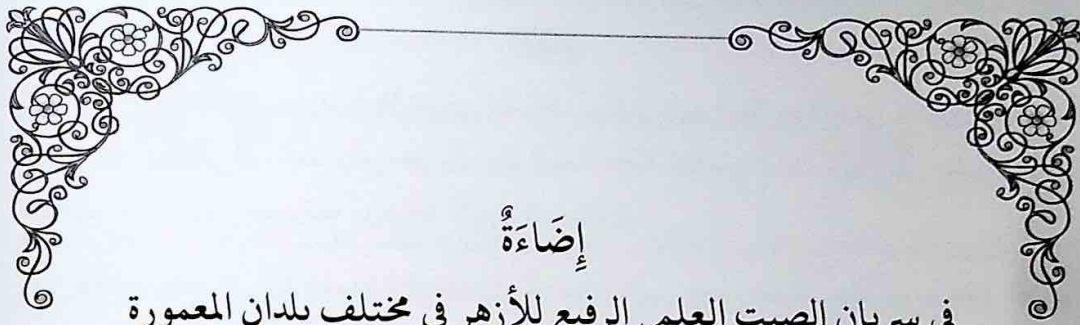 إِضَاءَةٌ
في سريان الصيت العلمي الرفيع للأزهر في مختلف بلدان المعمورة